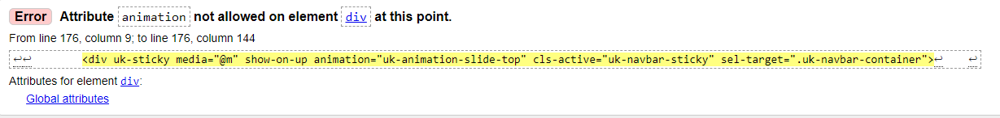 Error Attribute animation not allowed on element div at this point.
From line 176, column 9; to line 176, column 144
↩↩ <div uk-sticky media="@m" show-on-up animation="uk-animation-slide-top" cls-active="uk-navbar-sticky" sel-target=".uk-navbar-container">↩ ↩
Attributes for element div:
Global attributes